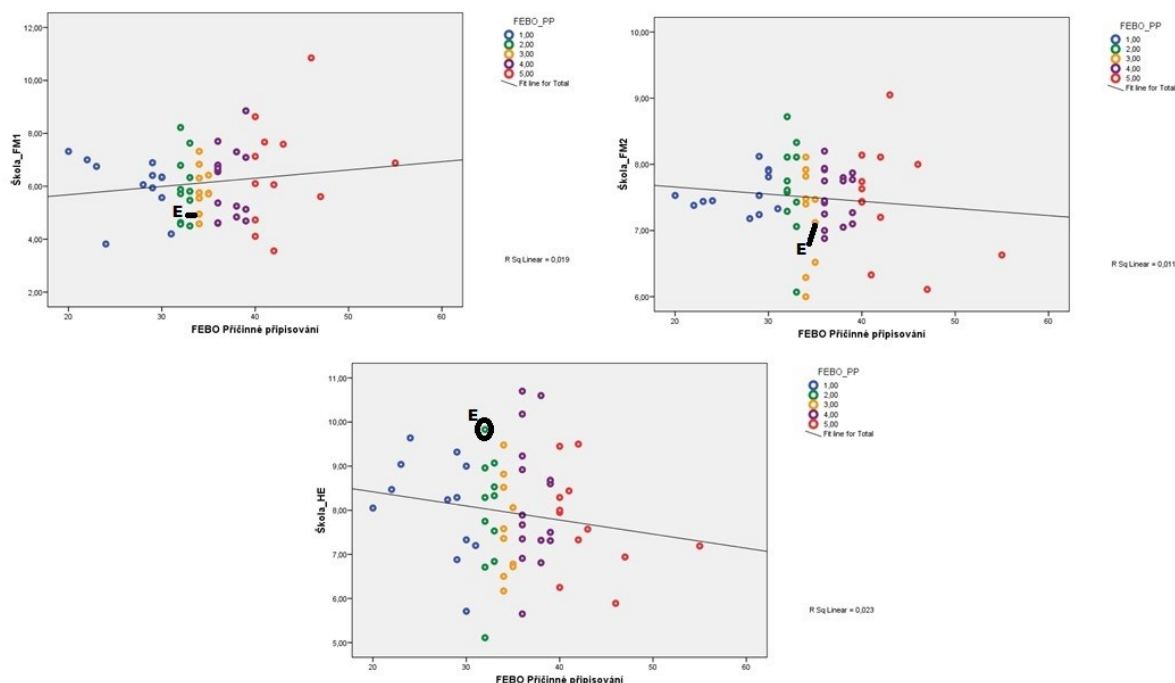 FEBO_PP
1,00
2,00
3,00
4,00
5,00
Fit line for Total
12,00
10,00
8,00
6,00
4,00
2,00
Škola_FM1
E
R Sq Linear = 0,019
20 30 40 50 60
FEBO Příčinné připisování
FEBO_PP
1,00
2,00
3,00
4,00
5,00
Fit line for Total
10,00
9,00
8,00
7,00
6,00
Škola_FM2
E
R Sq Linear = 0,011
20 30 40 50 60
FEBO Příčinné připisování
FEBO_PP
1,00
2,00
3,00
4,00
5,00
Fit line for Total
11,00
10,00
9,00
8,00
7,00
6,00
5,00
Škola_HE
E
R Sq Linear = 0,023
20 30 40 50 60
FEBO Příčinné připisování